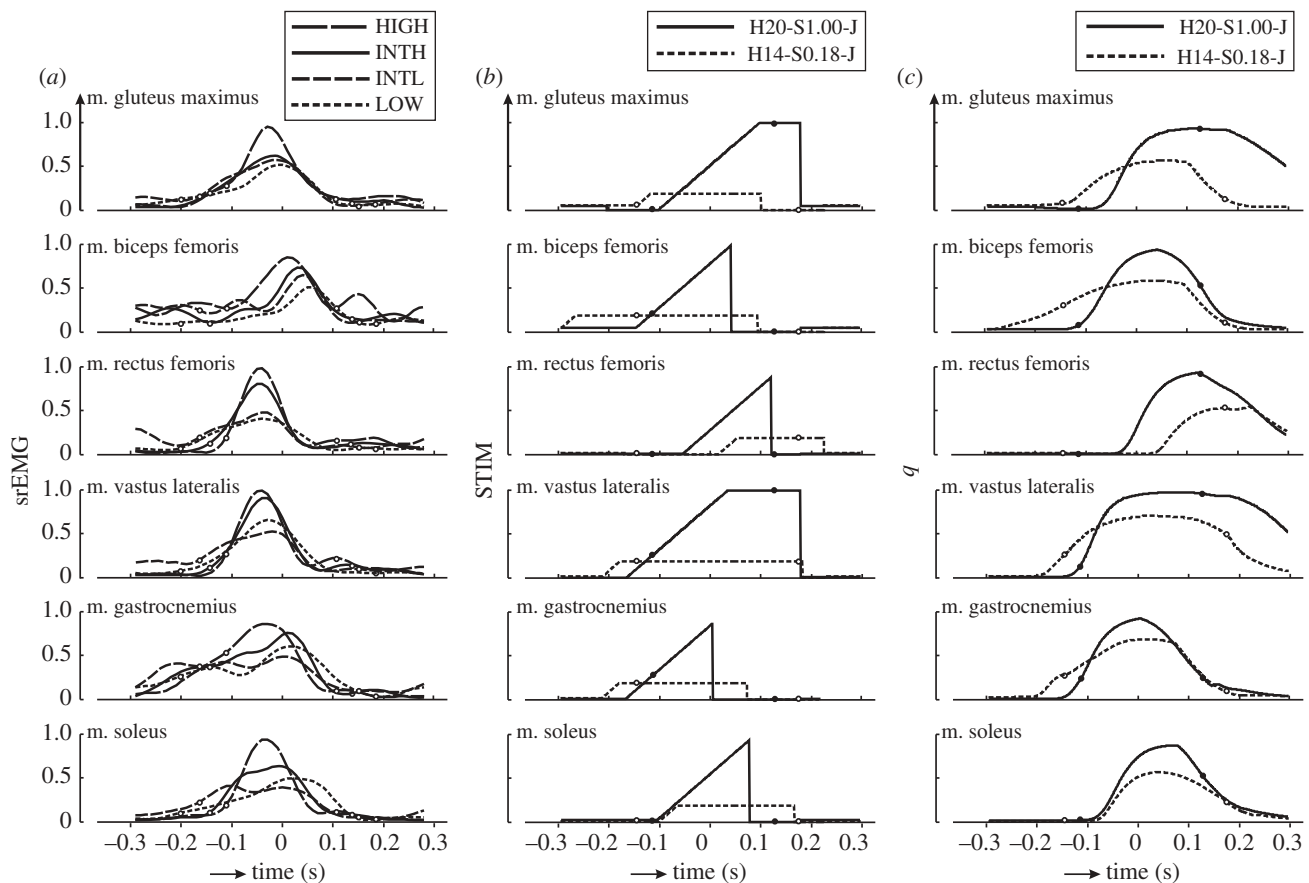 (a)
HIGH
INTH
INTL
LOW
m. gluteus maximus
1.0
0.5
0
m. biceps femoris
1.0
0.5
0
m. rectus femoris
1.0
0.5
0
m. vastus lateralis
1.0
0.5
0
m. gastrocnemius
1.0
0.5
0
m. soleus
1.0
0.5
0
srEMG
–0.3 –0.2 –0.1 0 0.1 0.2 0.3
time (s)
(b)
H20-S1.00-J
H14-S0.18-J
m. gluteus maximus
m. biceps femoris
m. rectus femoris
m. vastus lateralis
m. gastrocnemius
m. soleus
STIM
–0.3 –0.2 –0.1 0 0.1 0.2 0.3
time (s)
(c)
H20-S1.00-J
H14-S0.18-J
m. gluteus maximus
m. biceps femoris
m. rectus femoris
m. vastus lateralis
m. gastrocnemius
m. soleus
q
–0.3 –0.2 –0.1 0 0.1 0.2 0.3
time (s)